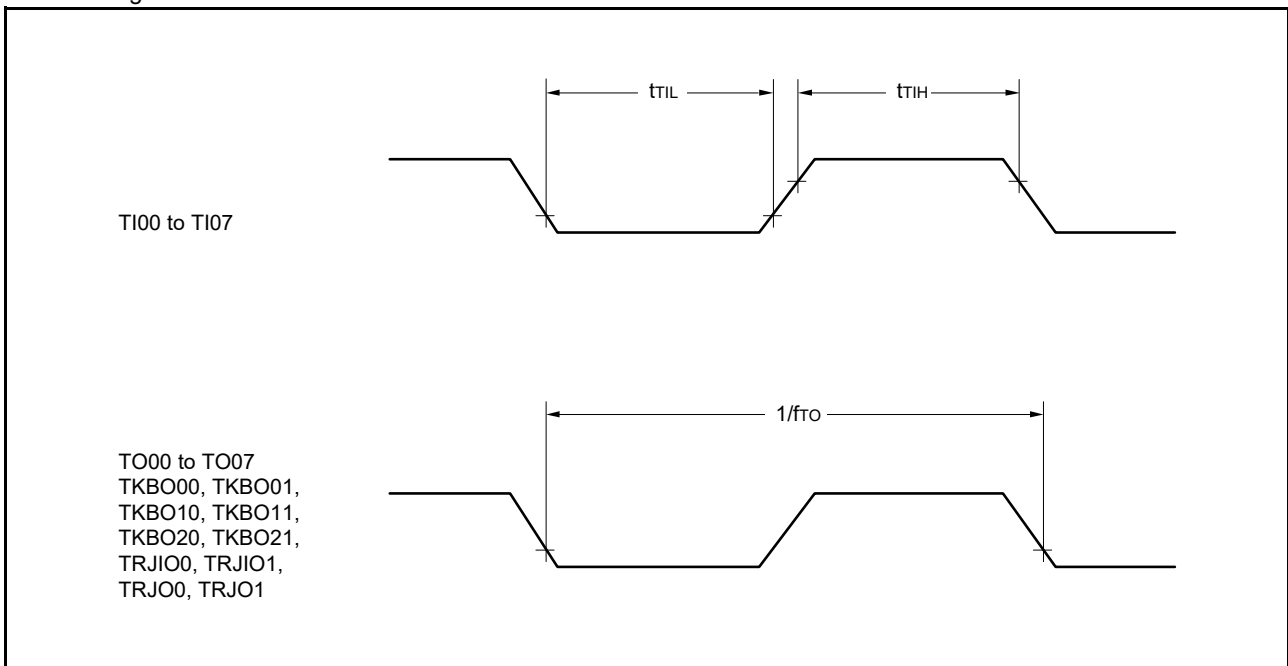 tTIL
tTIH
TI00 to TI07
1/fTO
TO00 to TO07
TKBO00, TKBO01,
TKBO10, TKBO11,
TKBO20, TKBO21,
TRJIO0, TRJIO1,
TRJO0, TRJO1